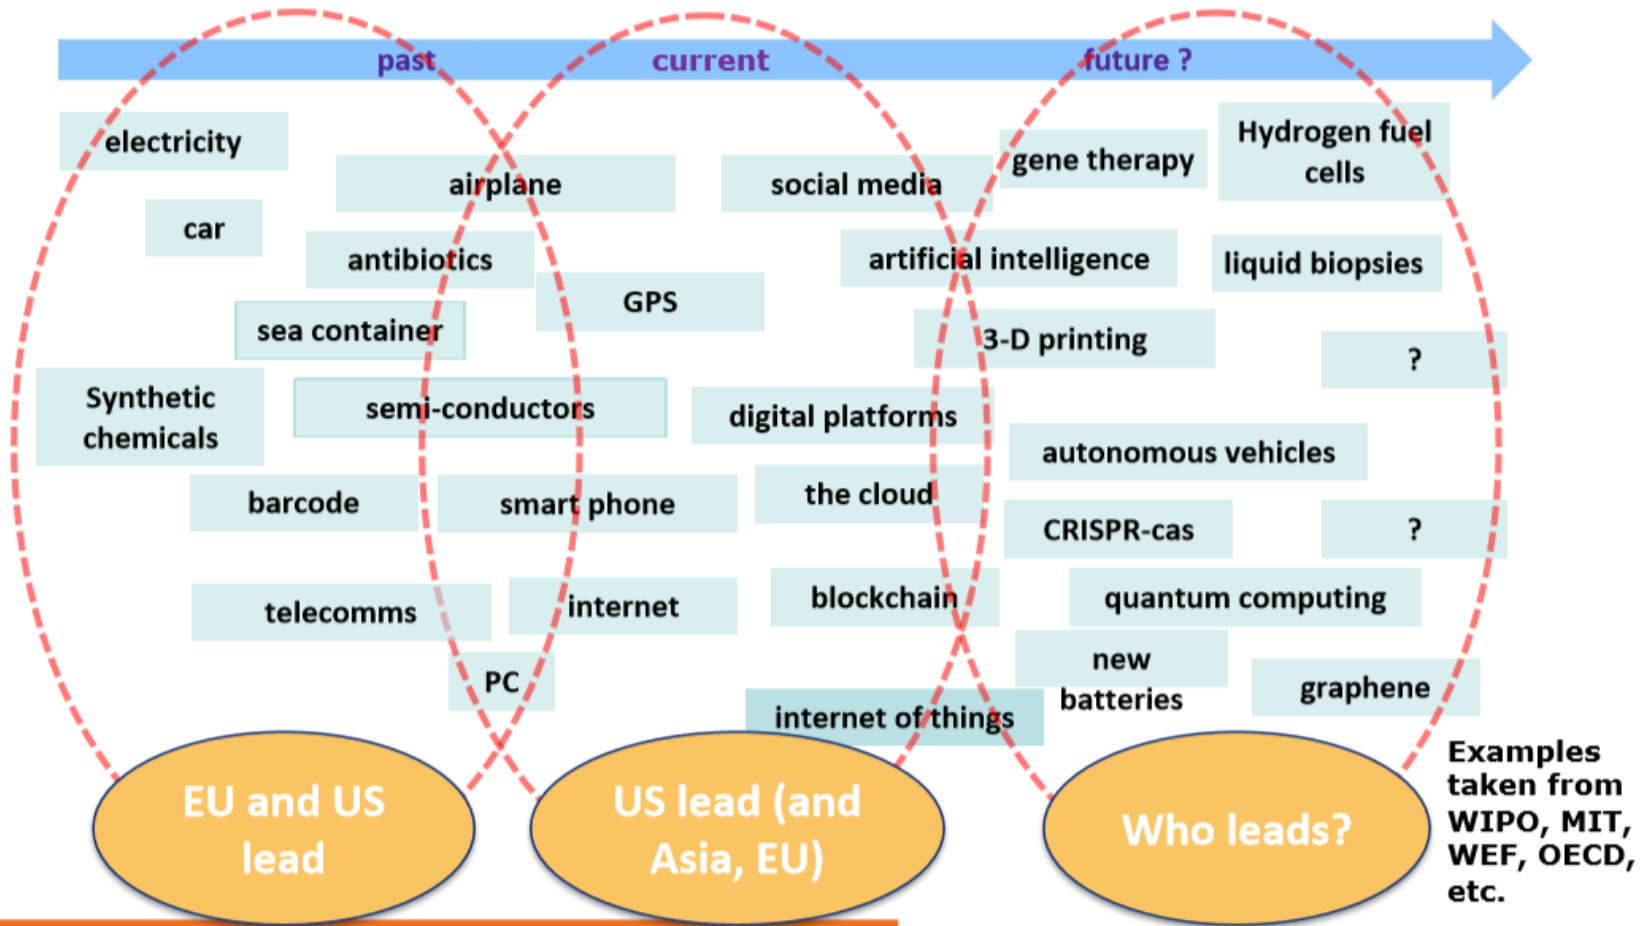 past
current
future ?
electricity
car
airplane
antibiotics
sea container
GPS
Synthetic
chemicals
semi-conductors
barcode
smart phone
telecomms
internet
PC
social media
artificial intelligence
3-D printing
digital platforms
the cloud
blockchain
internet of things
gene therapy
Hydrogen fuel
cells
liquid biopsies
?
autonomous vehicles
CRISPR-cas
?
quantum computing
new
batteries
graphene
EU and US
lead
US lead (and
Asia, EU)
Who leads?
Examples
taken from
WIPO, MIT,
WEF, OECD,
etc.